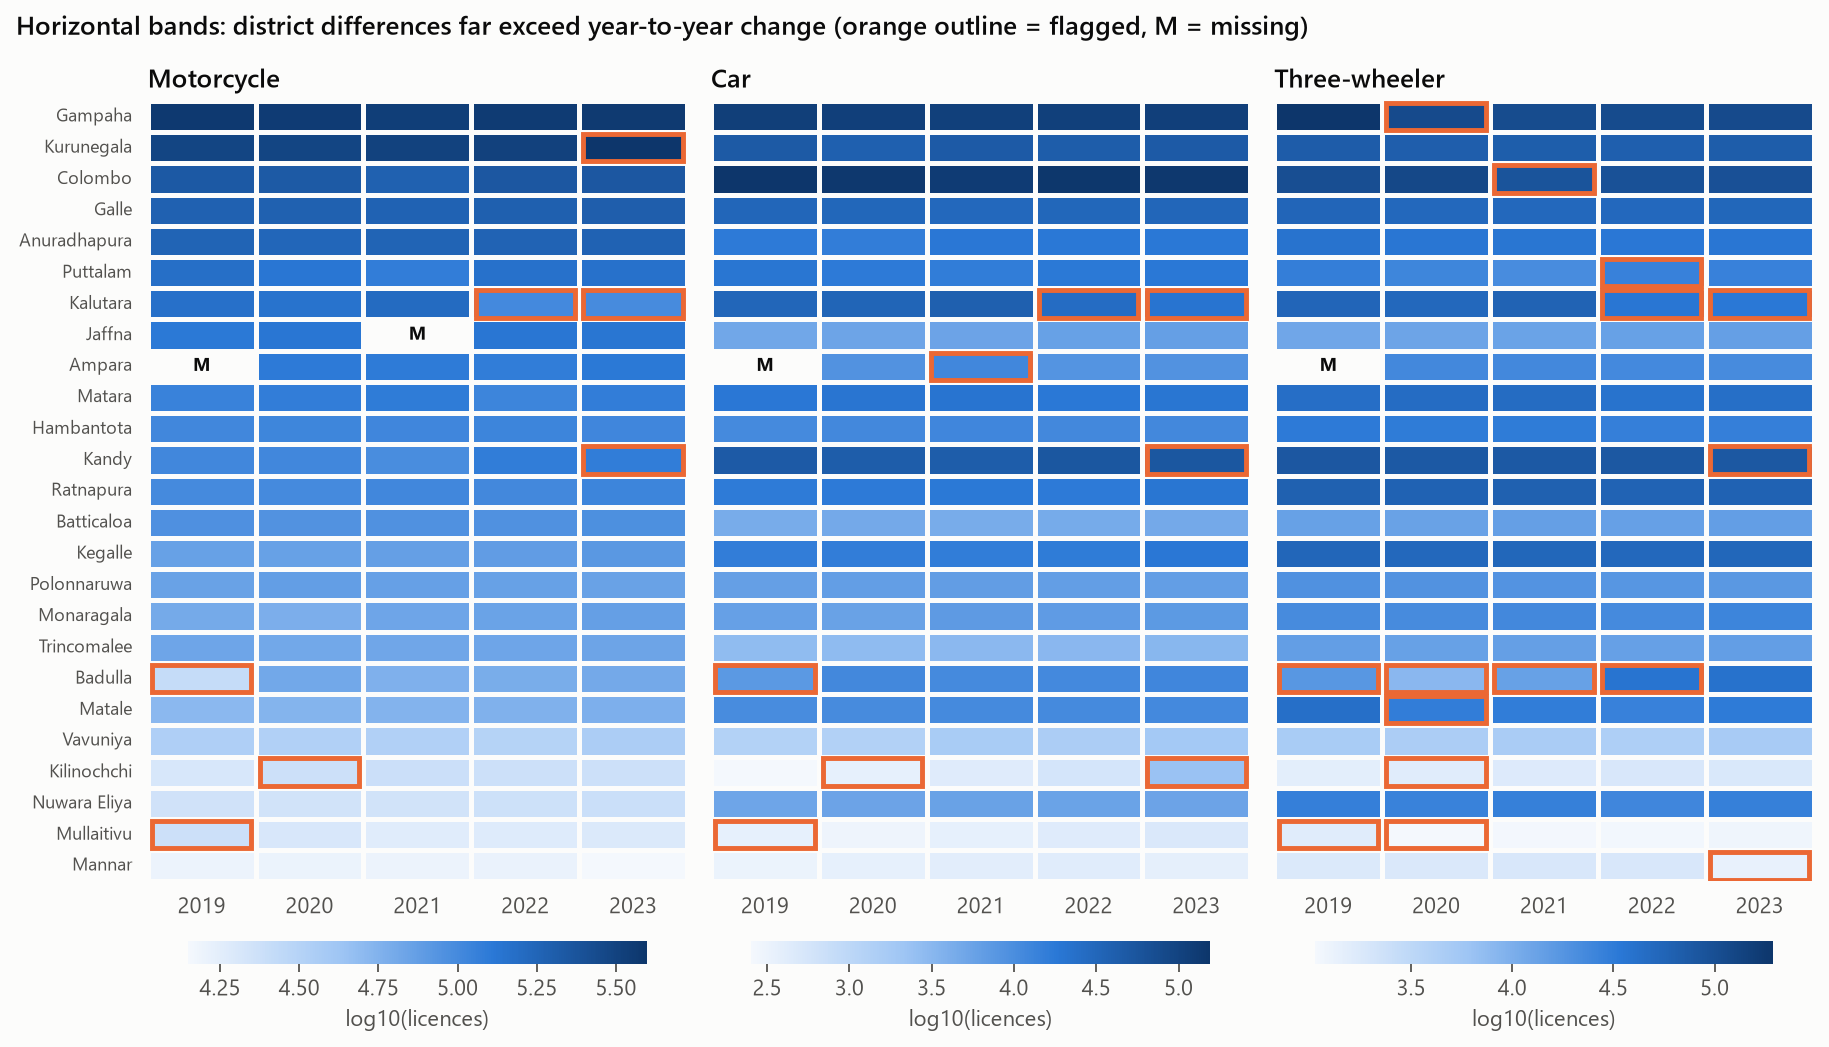 Horizontal bands: district differences far exceed year-to-year change (orange outline = flagged, M = missing)
Motorcycle Car Three-wheeler
Gampaha
Kurunegala
Colombo
Galle
Anuradhapura
Puttalam
Kalutara
Jaffna M
Ampara M M M
Matara
Hambantota
Kandy
Ratnapura
Batticaloa
Kegalle
Polonnaruwa
Monaragala
Trincomalee
Badulla
Matale
Vavuniya
Kilinochchi
Nuwara Eliya
Mullaitivu
Mannar
2019 2020 2021 2022 2023 2019 2020 2021 2022 2023 2019 2020 2021 2022 2023
4.25 4.50 4.75 5.00 5.25 5.50 2.5 3.0 3.5 4.0 4.5 5.0 3.5 4.0 4.5 5.0
log10(licences) log10(licences) log10(licences)